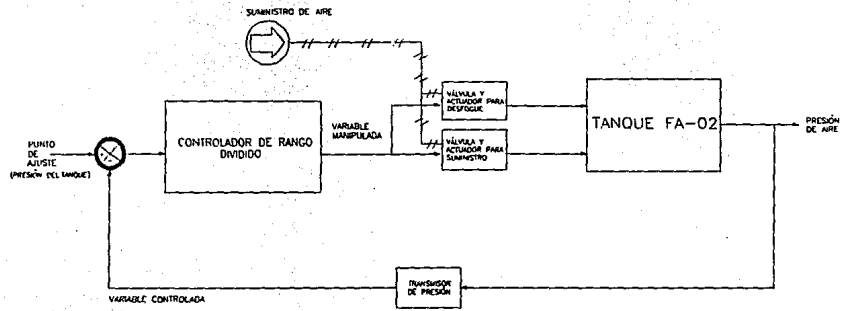 SUMINISTRO DE AIRE
VÁLVULA Y
ACTUADOR PARA
DESFOGUE
TANQUE FA-02
PRESIÓN
DE AIRE
VARIABLE
MANIPULADA
CONTROLADOR DE RANGO
DIVIDIDO
VÁLVULA Y
ACTUADOR PARA
SUMINISTRO
PUNTO
DE
AJUSTE
(PRESIÓN DEL TANQUE)
TRANSMISOR
DE PRESIÓN
VARIABLE CONTROLADA